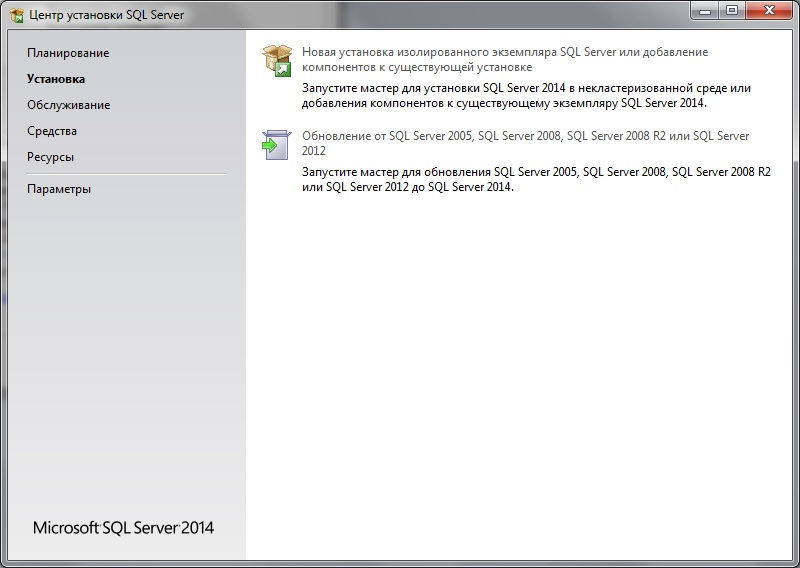 Центр установки SQL Server
Планирование
Установка
Обслуживание
Средства
Ресурсы
Параметры
Новая установка изолированного экземпляра SQL Server или добавление
компонентов к существующей установке
Запустите мастер для установки SQL Server 2014 в некластеризованной среде или
добавления компонентов к существующему экземпляру SQL Server 2014.
Обновление от SQL Server 2005, SQL Server 2008, SQL Server 2008 R2 или SQL Server
2012
Запустите мастер для обновления SQL Server 2005, SQL Server 2008, SQL Server 2008 R2
или SQL Server 2012 до SQL Server 2014.
Microsoft SQL Server 2014